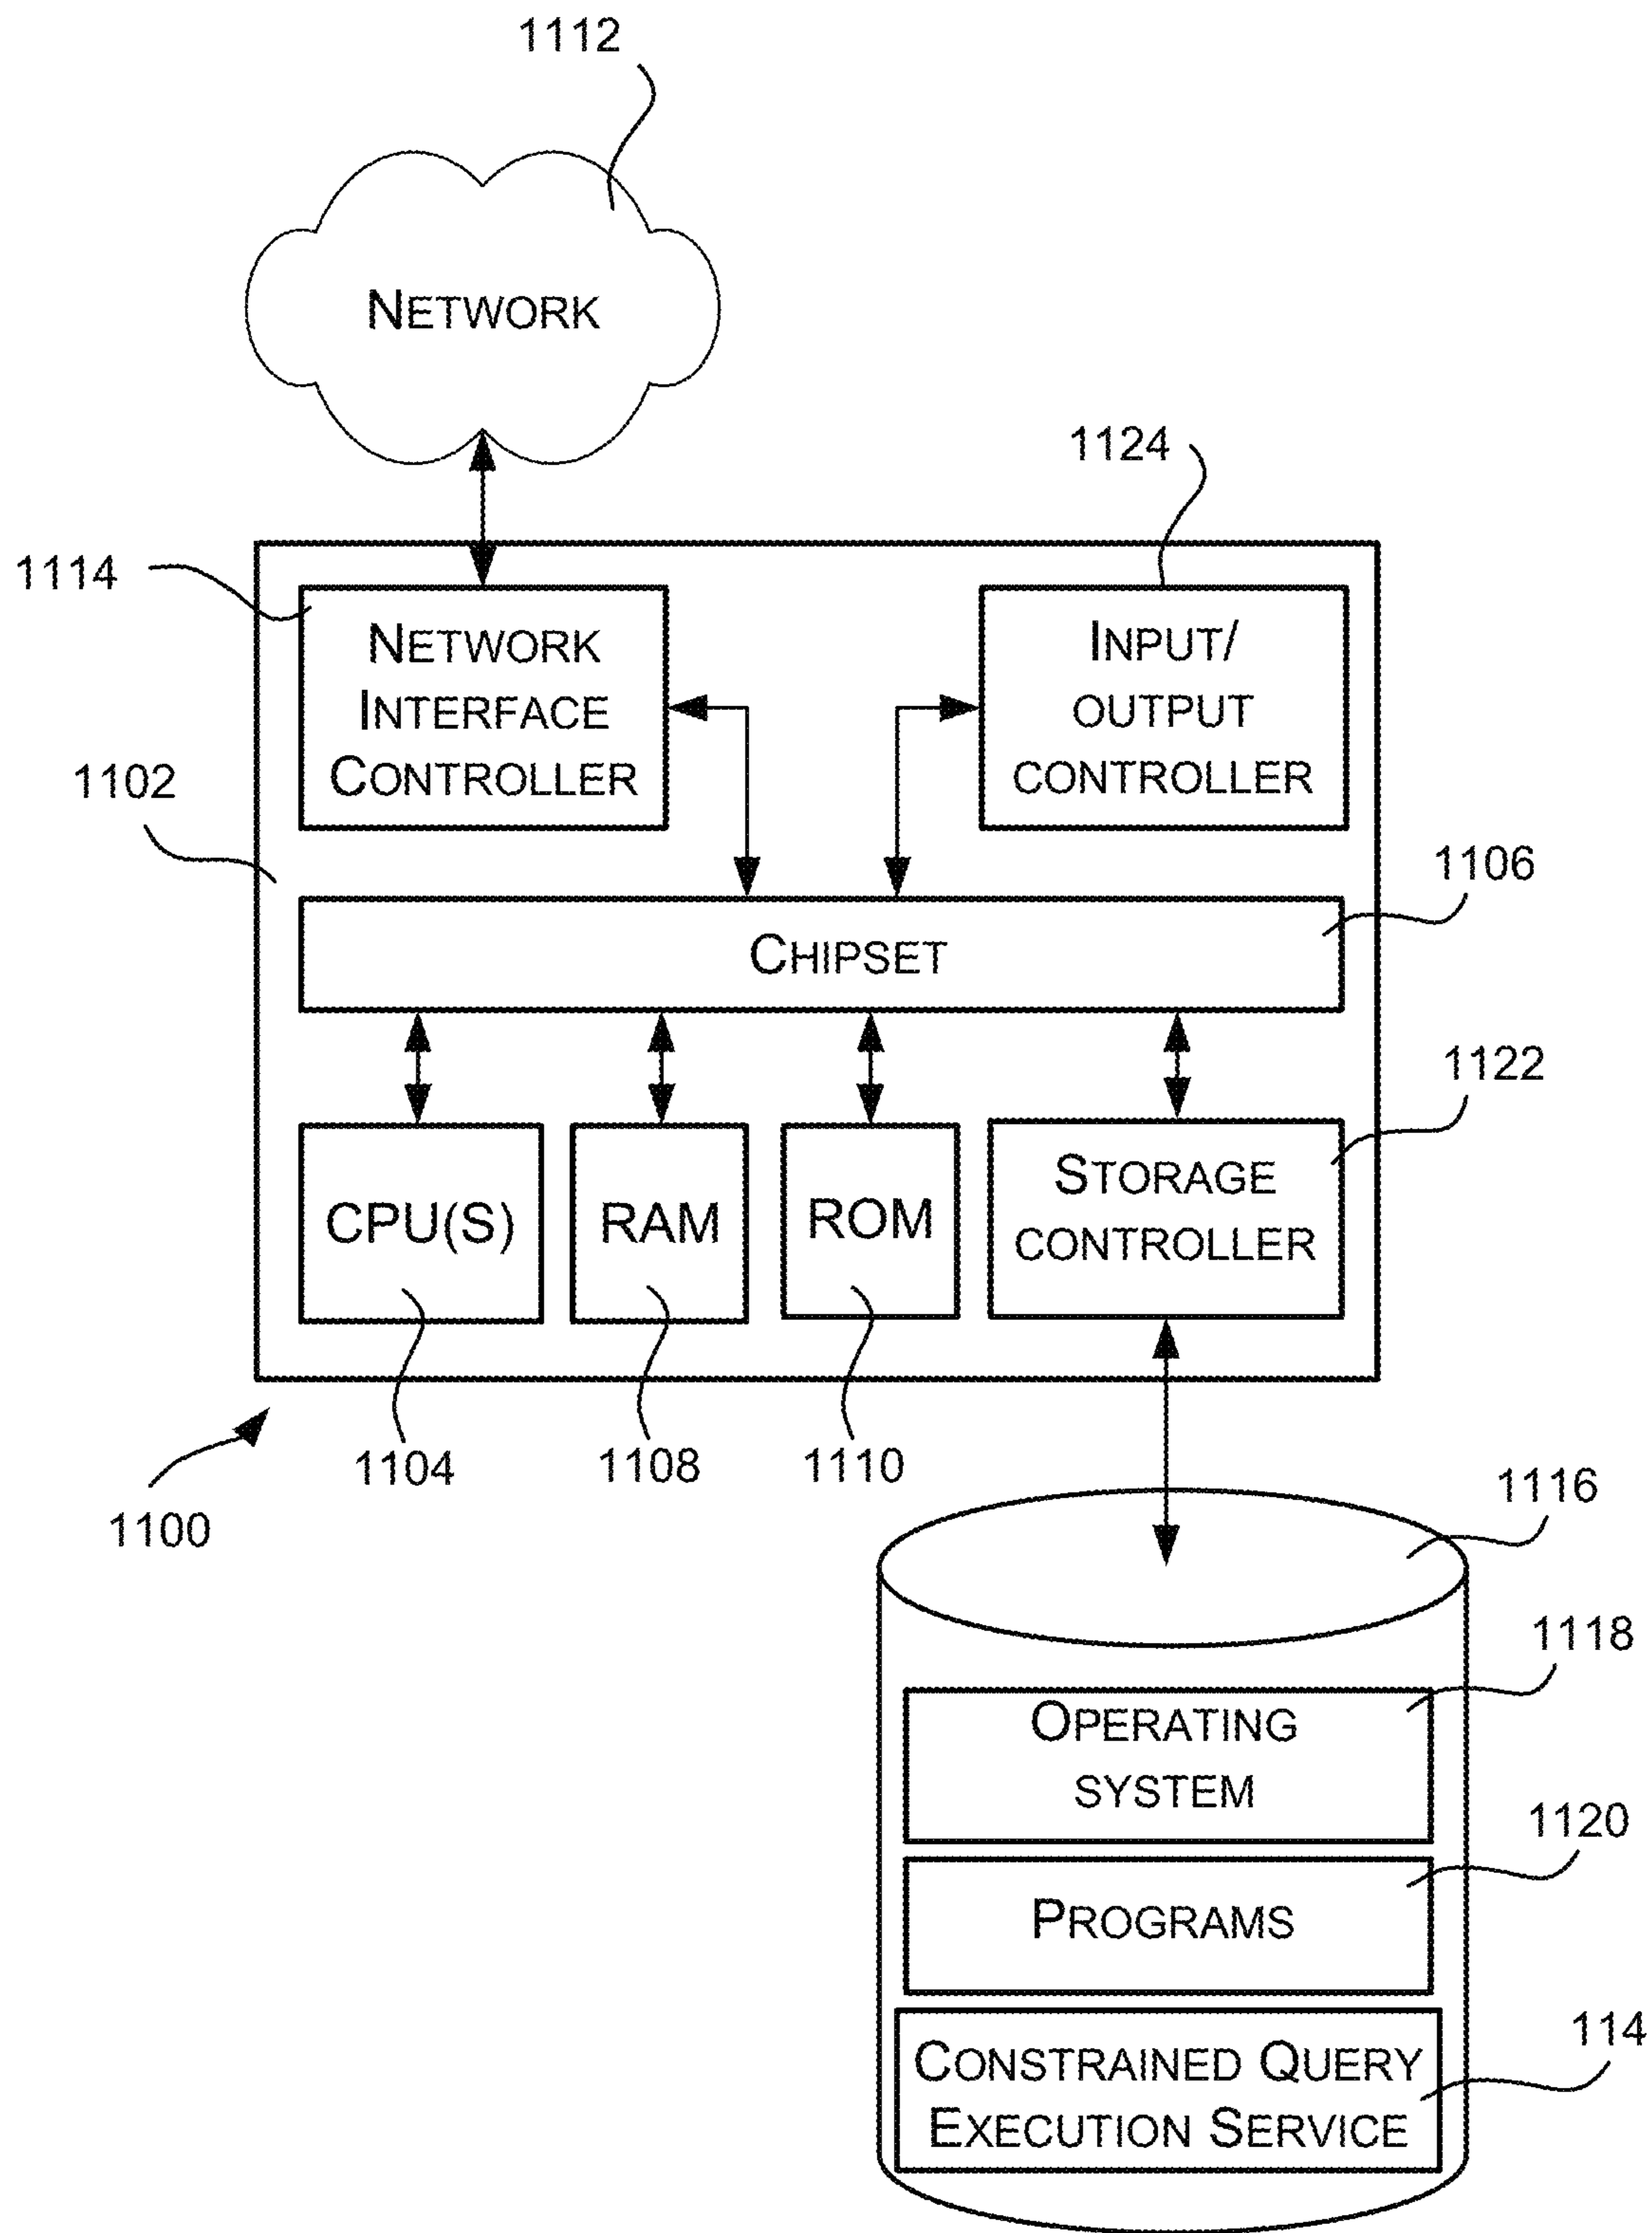 1112
NETWORK
1124
1114
NETWORK
INTERFACE
CONTROLLER
INPUT/
OUTPUT
CONTROLLER
1102
1106
CHIPSET
1122
CPU(S)
RAM
ROM
STORAGE
CONTROLLER
1104
1108
1110
1100
1116
1118
OPERATING
SYSTEM
1120
PROGRAMS
114
CONSTRAINED QUERY
EXECUTION SERVICE